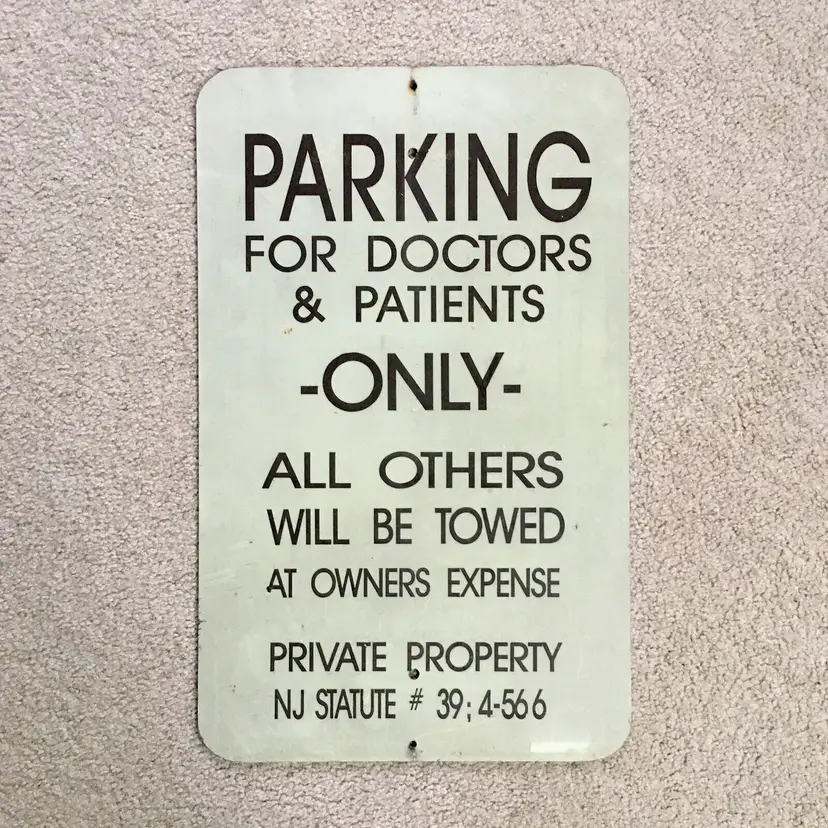 PARKING
FOR DOCTORS
& PATIENTS
-ONLY-
ALL OTHERS
WILL BE TOWED
AT OWNERS EXPENSE
PRIVATE PROPERTY
NJ STATUTE # 39; 4-566